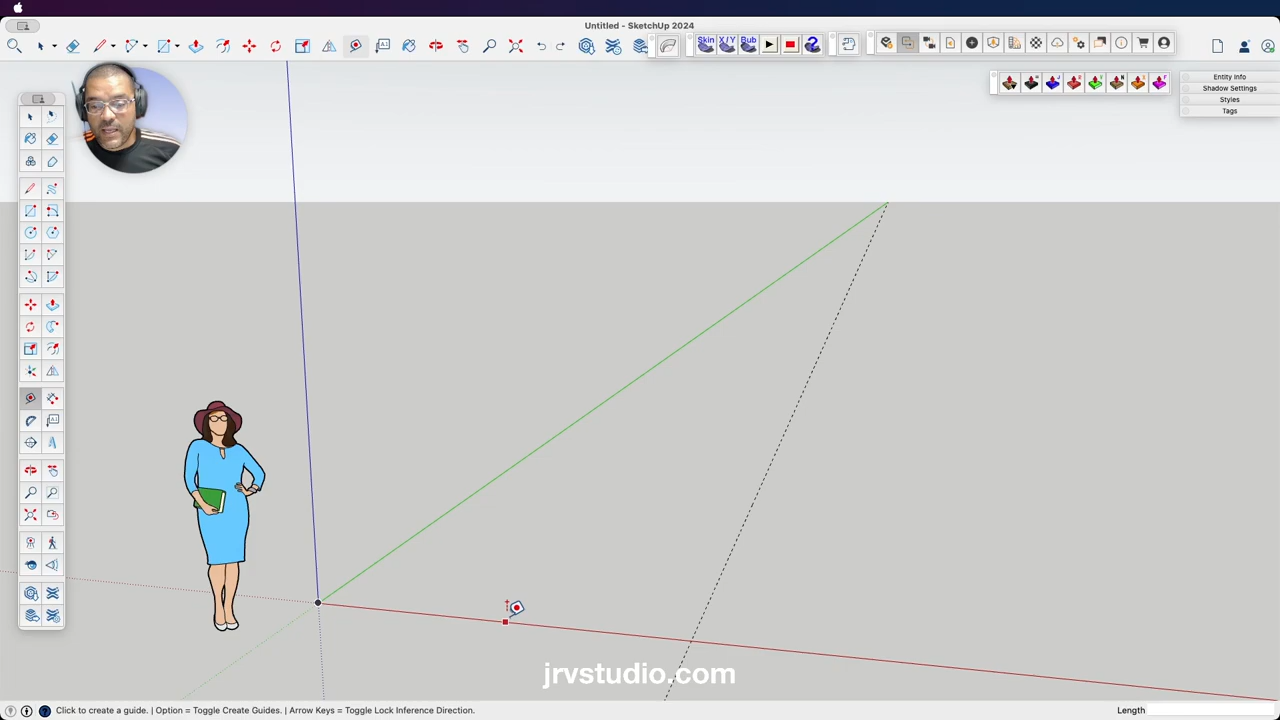 Untitled - SketchUp 2024
Skin X/Y Bub
Entity Info
Shadow Settings
Styles
Tags
jrvstudio.com
Click to create a guide. | Option = Toggle Create Guides. | Arrow Keys = Toggle Lock Inference Direction.
Length